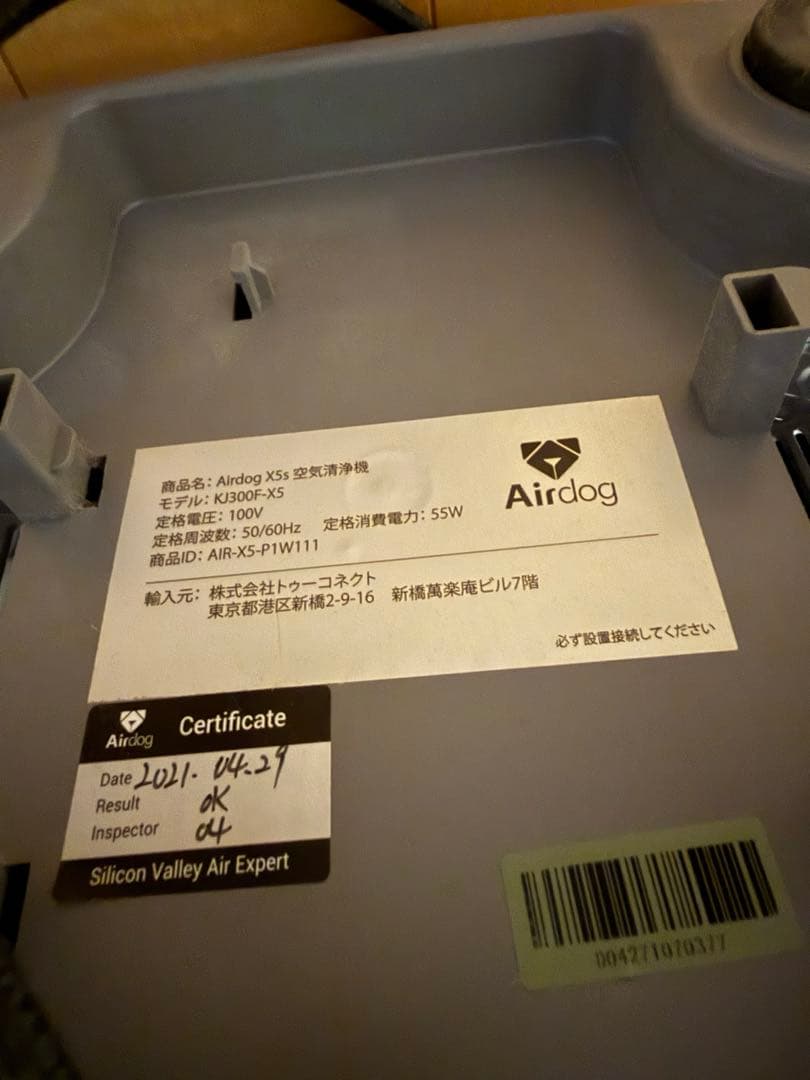 商品名：Airdog X5s 空気清浄機
モデル：KJ300F-X5
定格電圧：100V
定格周波数：50/60Hz 定格消費電力：55W
商品ID：AIR-X5-P1W111
Airdog
輸入元：株式会社トゥーコネクト
東京都港区新橋2-9-16 新橋萬楽庵ビル7階
必ず設置接続してください
Airdog Certificate
Date 2021.04.29
Result OK
Inspector 04
Silicon Valley Air Expert